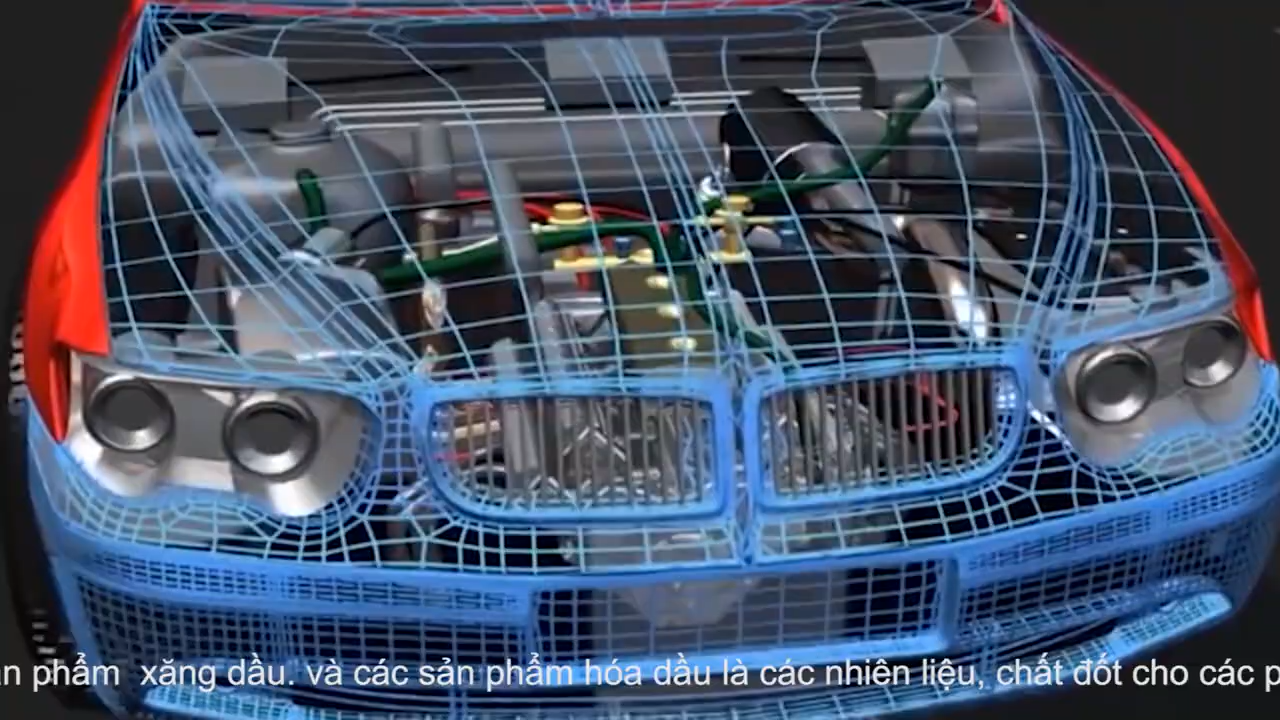 phẩm xăng dầu. và các sản phẩm hóa dầu là các nhiên liệu, chất đốt cho các